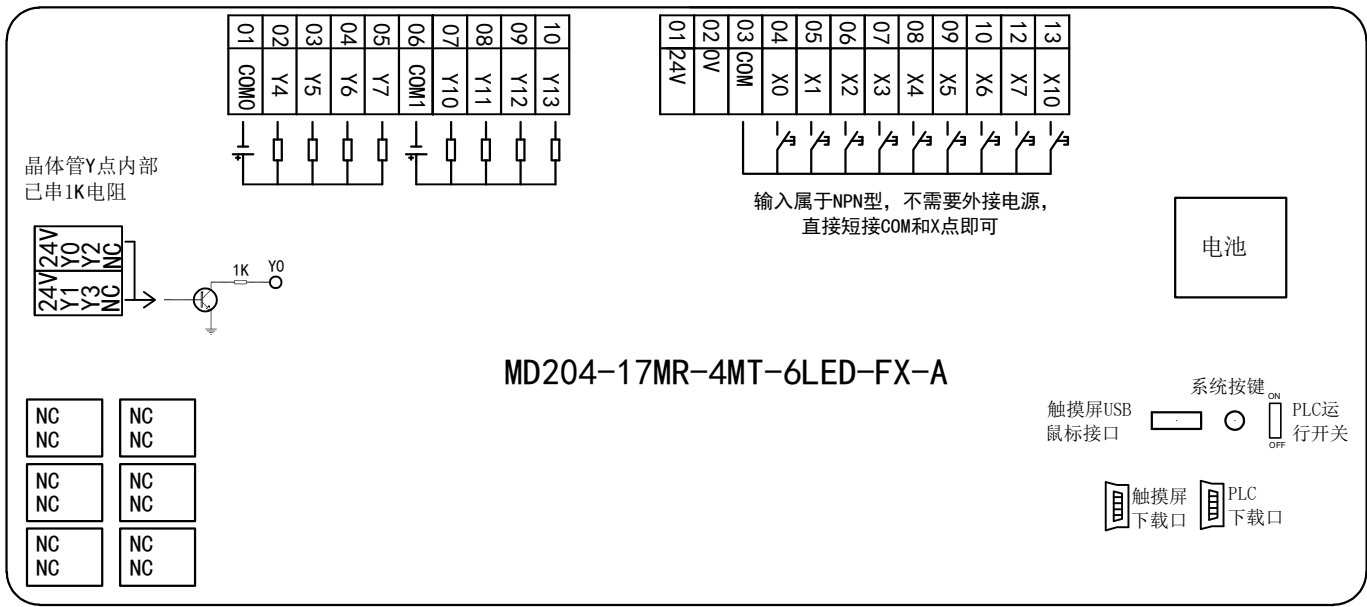 01 02 03 04 05 06 07 08 09 10
COM0 Y4 Y5 Y6 Y7 COM1 Y10 Y11 Y12 Y13
01 02 03 04 05 06 07 08 09 10 12 13
24V 0V COM X0 X1 X2 X3 X4 X5 X6 X7 X10
晶体管Y点内部
已串1K电阻
输入属于NPN型，不需要外接电源，
直接短接COM和X点即可
24V Y0 Y2 NC
24V Y1 Y3 NC
1K
Y0
电池
MD204-17MR-4MT-6LED-FX-A
系统按键
ON
OFF
触摸屏USB
鼠标接口
PLC运
行开关
触摸屏
下载口
PLC
下载口
NC
NC
NC
NC
NC
NC
NC
NC
NC
NC
NC
NC